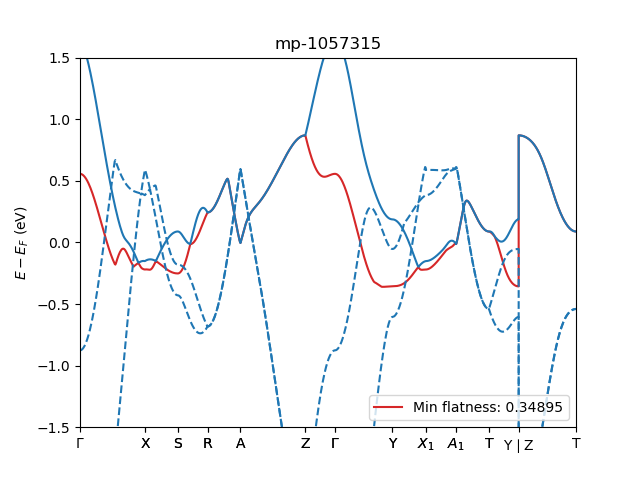 mp-1057315
E − E_F (eV)
1.5
1.0
0.5
0.0
−0.5
−1.0
−1.5
Min flatness: 0.34895
Γ X S R A Z Γ Y X₁ A₁ T Y | Z T